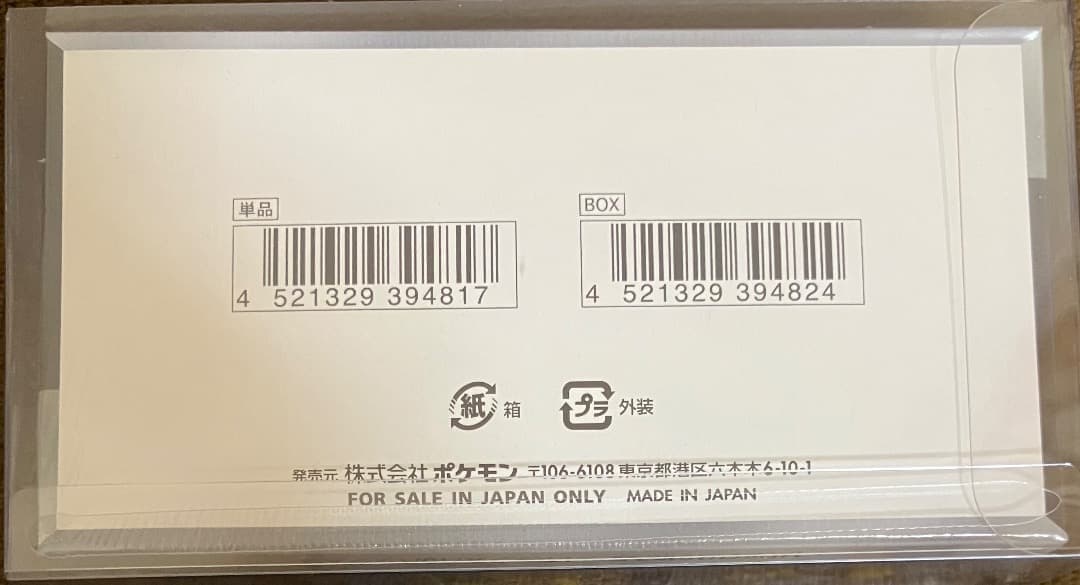 単品
4 521329 394817
BOX
4 521329 394824
紙 箱
プラ 外装
発売元 株式会社 ポケモン 〒106-6108 東京都港区六本木6-10-1
FOR SALE IN JAPAN ONLY MADE IN JAPAN